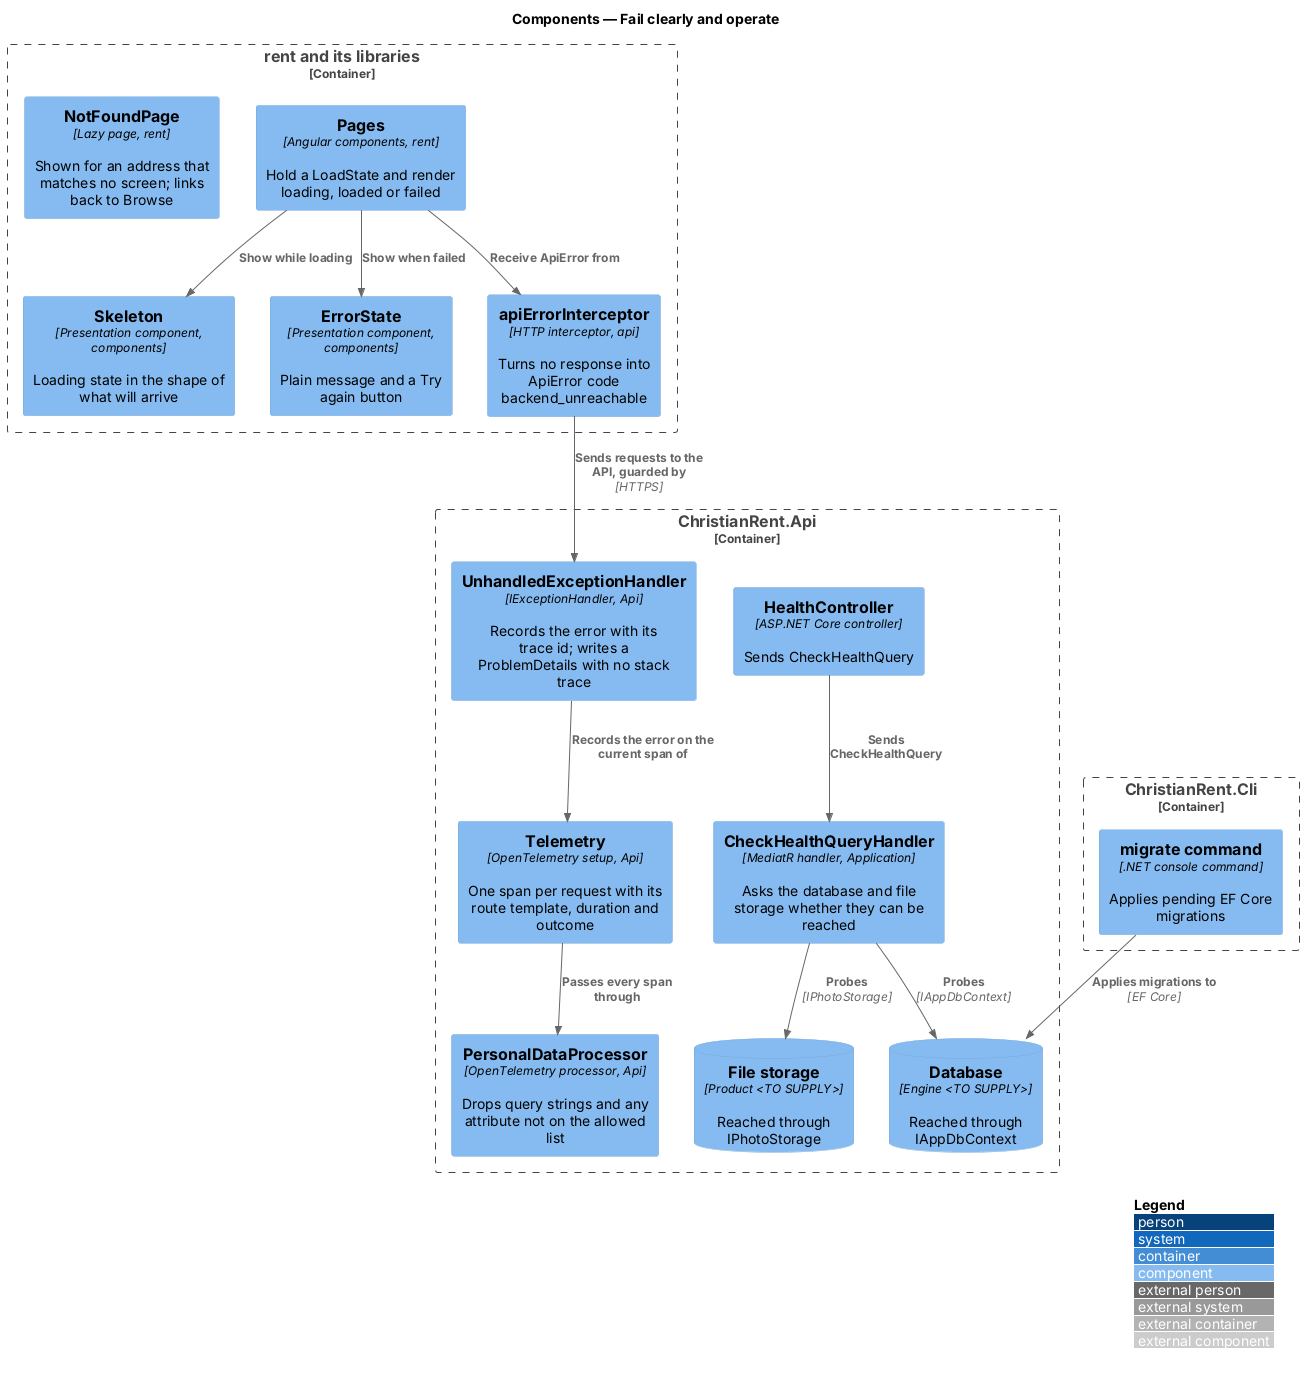 Components — Fail clearly and operate
rent and its libraries
[Container]
NotFoundPage
[Lazy page, rent]
Shown for an address that
matches no screen; links
back to Browse
Pages
[Angular components, rent]
Hold a LoadState and render
loading, loaded or failed
Show while loading
Show when failed
Receive ApiError from
Skeleton
[Presentation component,
components]
Loading state in the shape of
what will arrive
ErrorState
[Presentation component,
components]
Plain message and a Try
again button
apiErrorInterceptor
[HTTP interceptor, api]
Turns no response into
ApiError code
backend_unreachable
Sends requests to the
API, guarded by
[HTTPS]
ChristianRent.Api
[Container]
UnhandledExceptionHandler
[IExceptionHandler, Api]
Records the error with its
trace id; writes a
ProblemDetails with no stack
trace
HealthController
[ASP.NET Core controller]
Sends CheckHealthQuery
Records the error on the
current span of
Sends
CheckHealthQuery
ChristianRent.Cli
[Container]
migrate command
[.NET console command]
Applies pending EF Core
migrations
Telemetry
[OpenTelemetry setup, Api]
One span per request with its
route template, duration and
outcome
CheckHealthQueryHandler
[MediatR handler, Application]
Asks the database and file
storage whether they can be
reached
Passes every span
through
Probes
[IPhotoStorage]
Probes
[IAppDbContext]
Applies migrations to
[EF Core]
PersonalDataProcessor
[OpenTelemetry processor, Api]
Drops query strings and any
attribute not on the allowed
list
File storage
[Product <TO SUPPLY>]
Reached through
IPhotoStorage
Database
[Engine <TO SUPPLY>]
Reached through
IAppDbContext
Legend
person
system
container
component
external person
external system
external container
external component